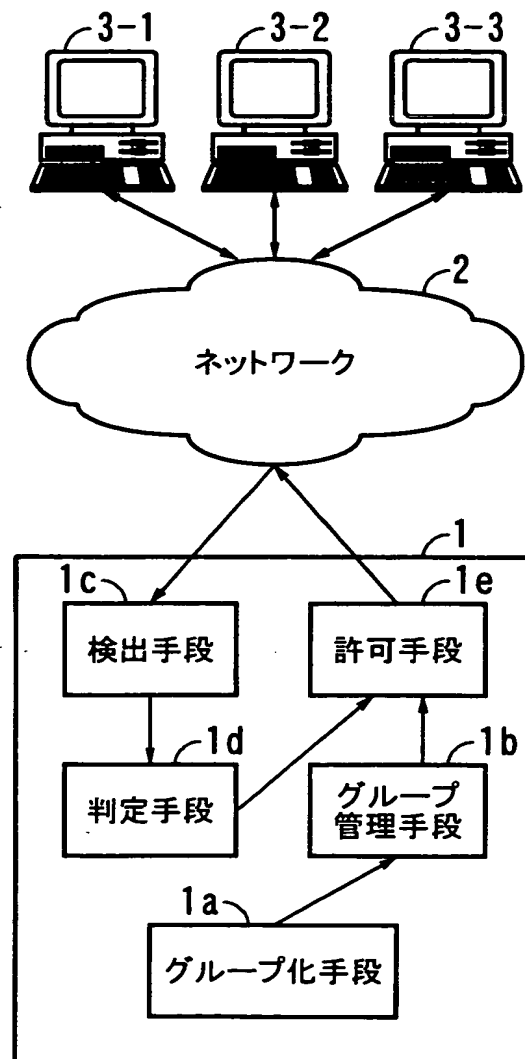 3-1
3-2
3-3
2
ネットワーク
1
1c
1e
検出手段
許可手段
1d
1b
判定手段
グループ
管理手段
1a
グループ化手段